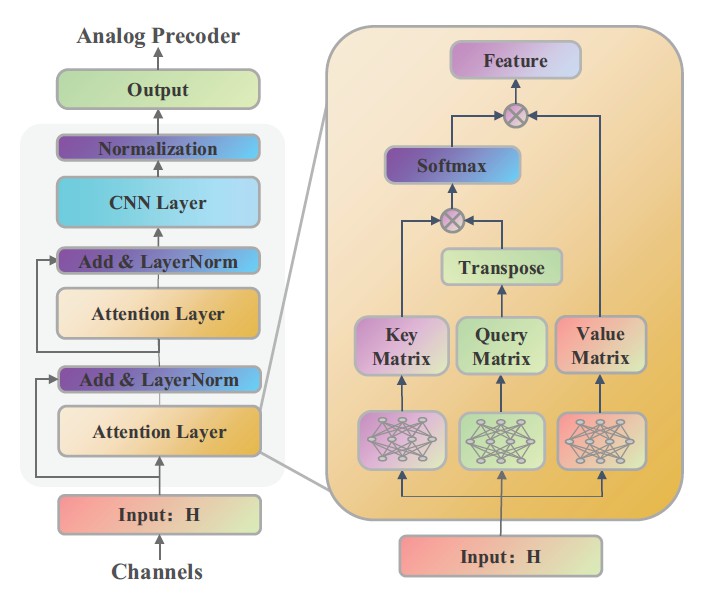 Analog Precoder
Output
Normalization
CNN Layer
Add & LayerNorm
Attention Layer
Add & LayerNorm
Attention Layer
Input：H
Channels
Feature
Softmax
Transpose
Key
Matrix
Query
Matrix
Value
Matrix
Input：H